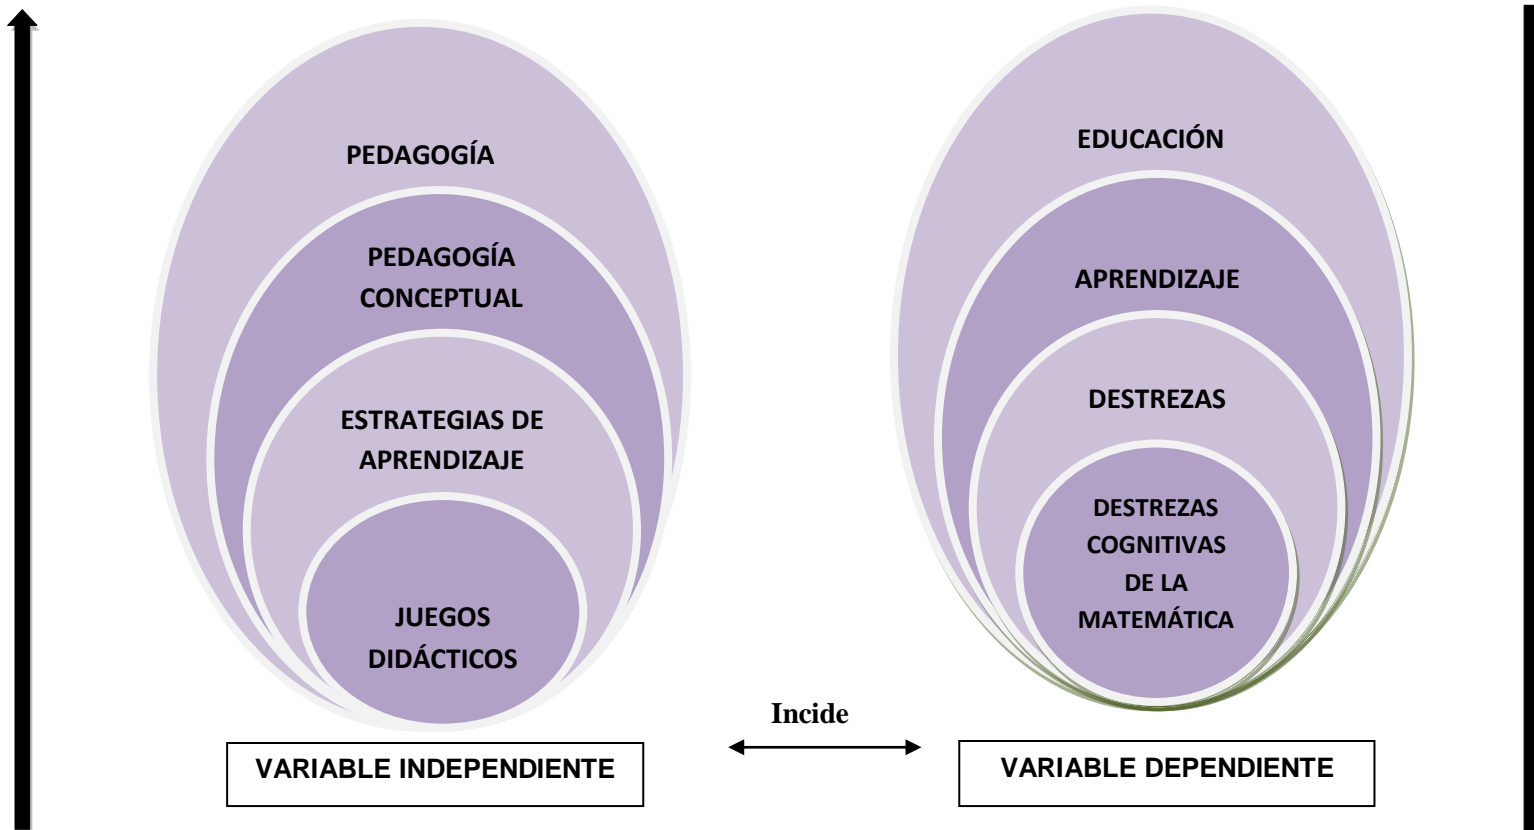 PEDAGOGÍA
PEDAGOGÍA
CONCEPTUAL
ESTRATEGIAS DE
APRENDIZAJE
JUEGOS
DIDÁCTICOS
VARIABLE INDEPENDIENTE
Incide
EDUCACIÓN
APRENDIZAJE
DESTREZAS
DESTREZAS
COGNITIVAS
DE LA
MATEMÁTICA
VARIABLE DEPENDIENTE